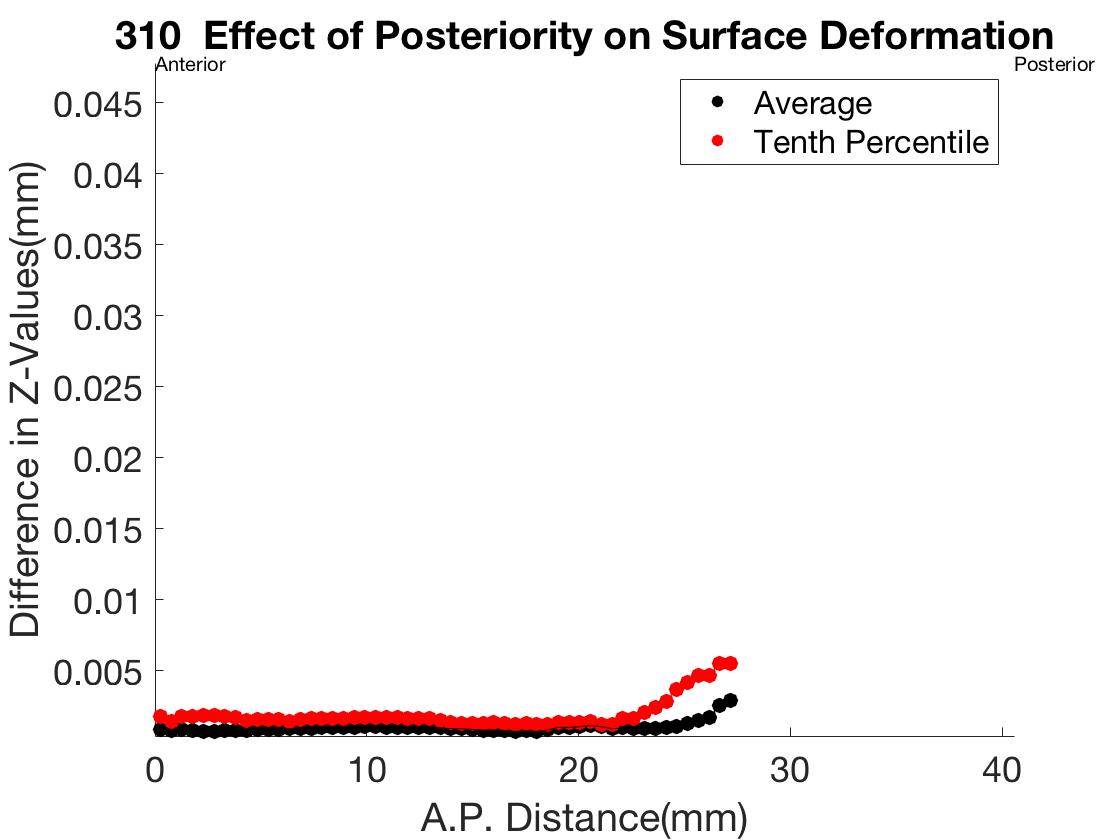 310  Effect of Posteriority on Surface Deformation
Anterior
Posterior
Average
Tenth Percentile
Difference in Z-Values(mm)
0.045
0.04
0.035
0.03
0.025
0.02
0.015
0.01
0.005
0
10
20
30
40
A.P. Distance(mm)